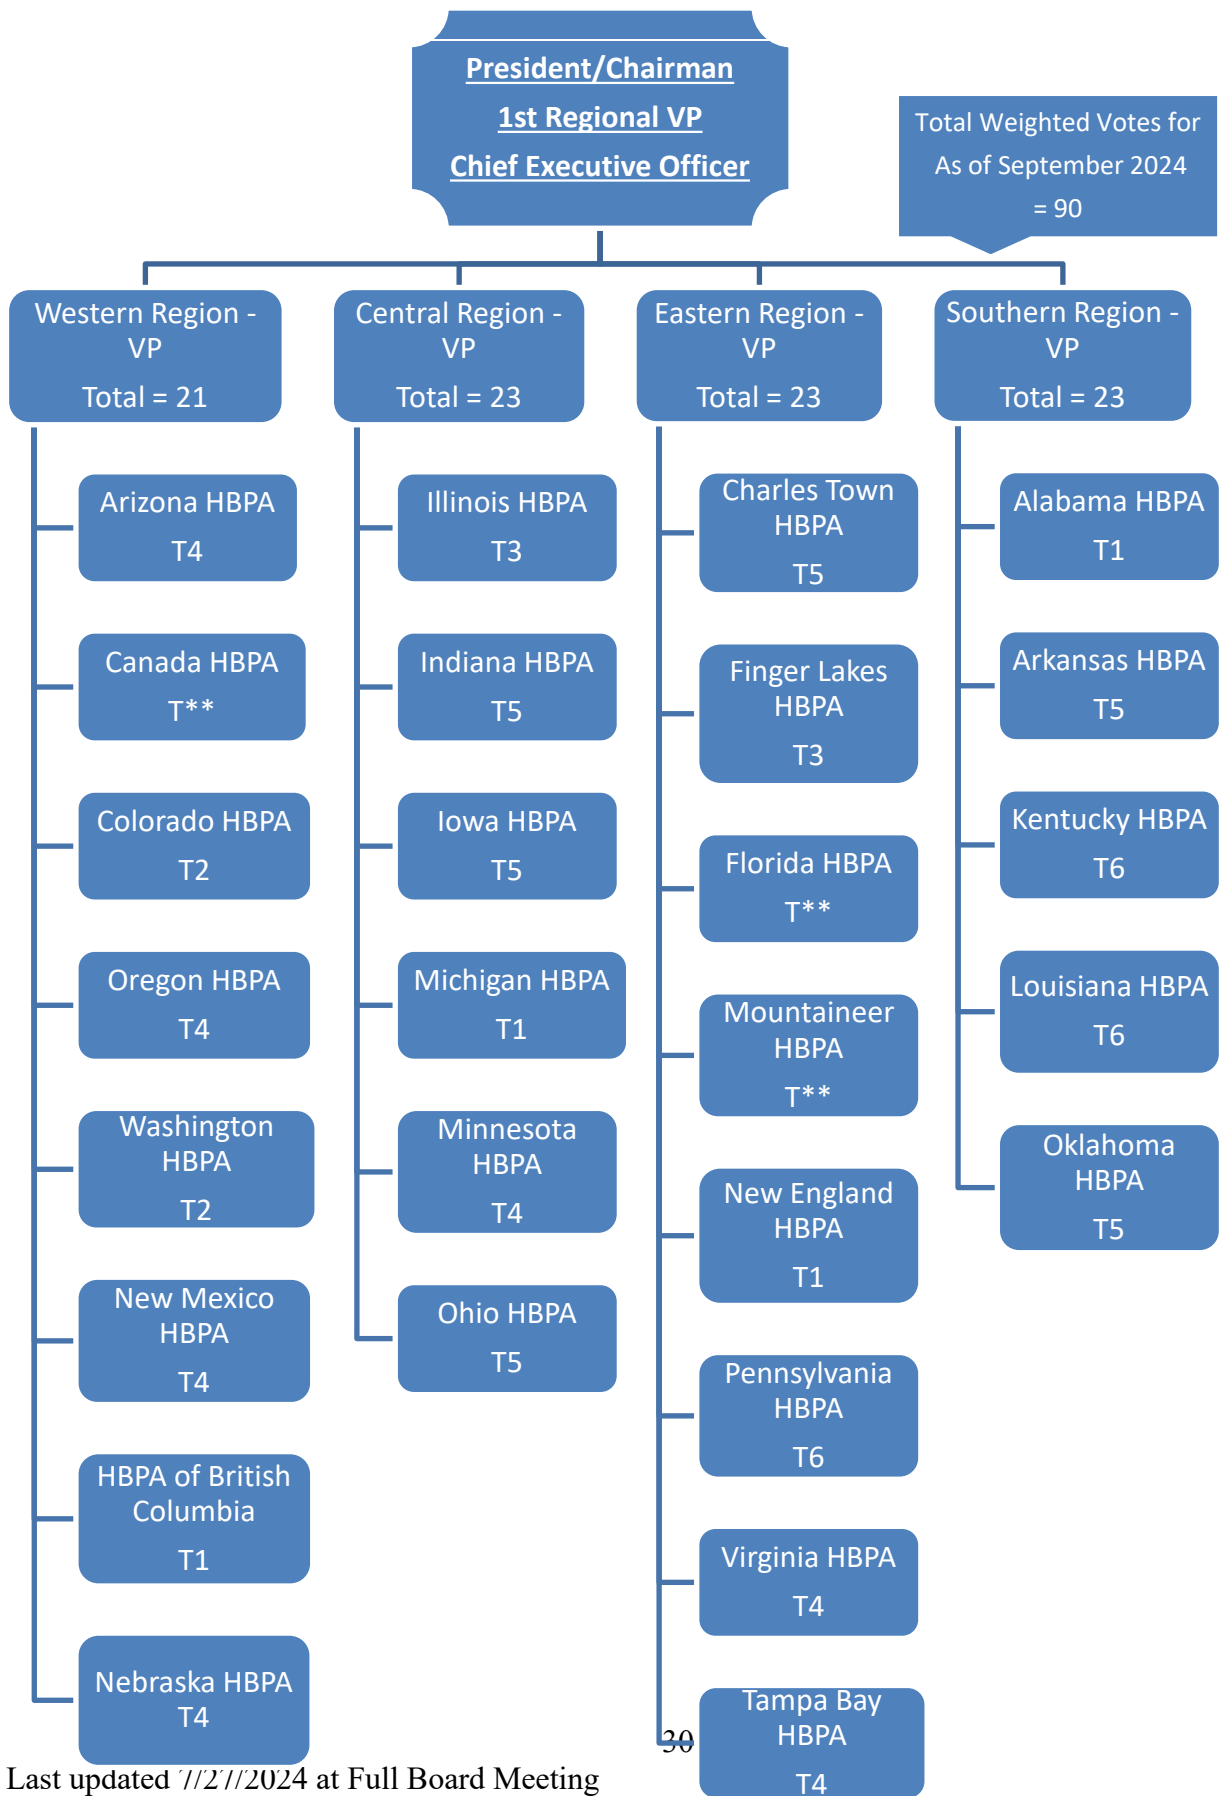 President/Chairman
1st Regional VP
Chief Executive Officer
Total Weighted Votes for
As of September 2024
= 90
Western Region -
VP
Total = 21
Arizona HBPA
T4
Canada HBPA
T**
Colorado HBPA
T2
Oregon HBPA
T4
Washington
HBPA
T2
New Mexico
HBPA
T4
HBPA of British
Columbia
T1
Nebraska HBPA
T4
Central Region -
VP
Total = 23
Illinois HBPA
T3
Indiana HBPA
T5
Iowa HBPA
T5
Michigan HBPA
T1
Minnesota
HBPA
T4
Ohio HBPA
T5
Eastern Region -
VP
Total = 23
Charles Town
HBPA
T5
Finger Lakes
HBPA
T3
Florida HBPA
T**
Mountaineer
HBPA
T**
New England
HBPA
T1
Pennsylvania
HBPA
T6
Virginia HBPA
T4
Tampa Bay
HBPA
T4
Southern Region -
VP
Total = 23
Alabama HBPA
T1
Arkansas HBPA
T5
Kentucky HBPA
T6
Louisiana HBPA
T6
Oklahoma
HBPA
T5
30
Last updated 7/27/2024 at Full Board Meeting